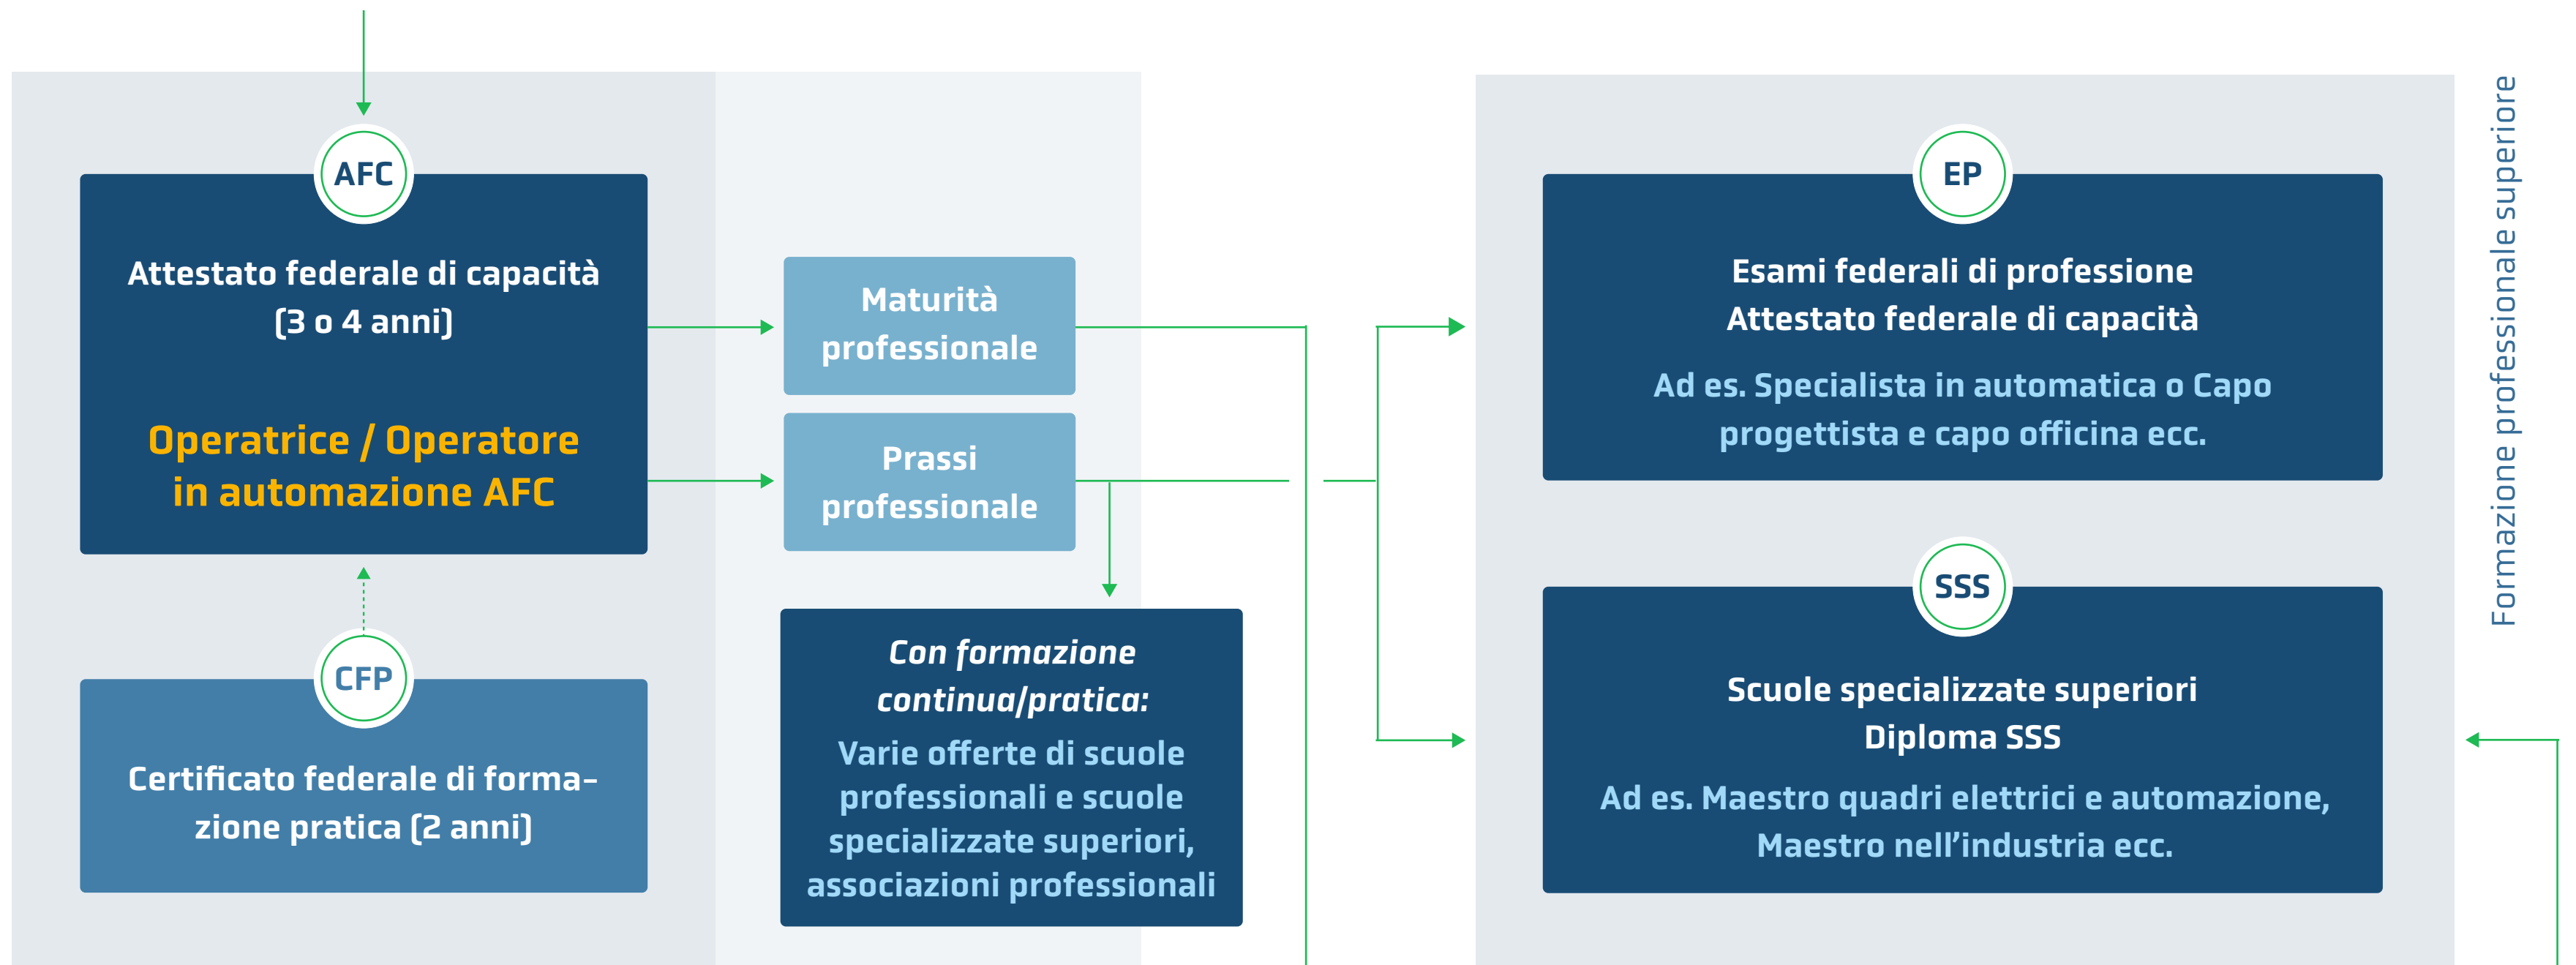 AFC
Attestato federale di capacità
(3 o 4 anni)
Operatrice / Operatore
in automazione AFC
CFP
Certificato federale di forma-
zione pratica (2 anni)
Maturità
professionale
Prassi
professionale
Con formazione
continua/pratica:
Varie offerte di scuole
professionali e scuole
specializzate superiori,
associazioni professionali
EP
Esami federali di professione
Attestato federale di capacità
Ad es. Specialista in automatica o Capo
progettista e capo officina ecc.
SSS
Scuole specializzate superiori
Diploma SSS
Ad es. Maestro quadri elettrici e automazione,
Maestro nell’industria ecc.
Formazione professionale superiore